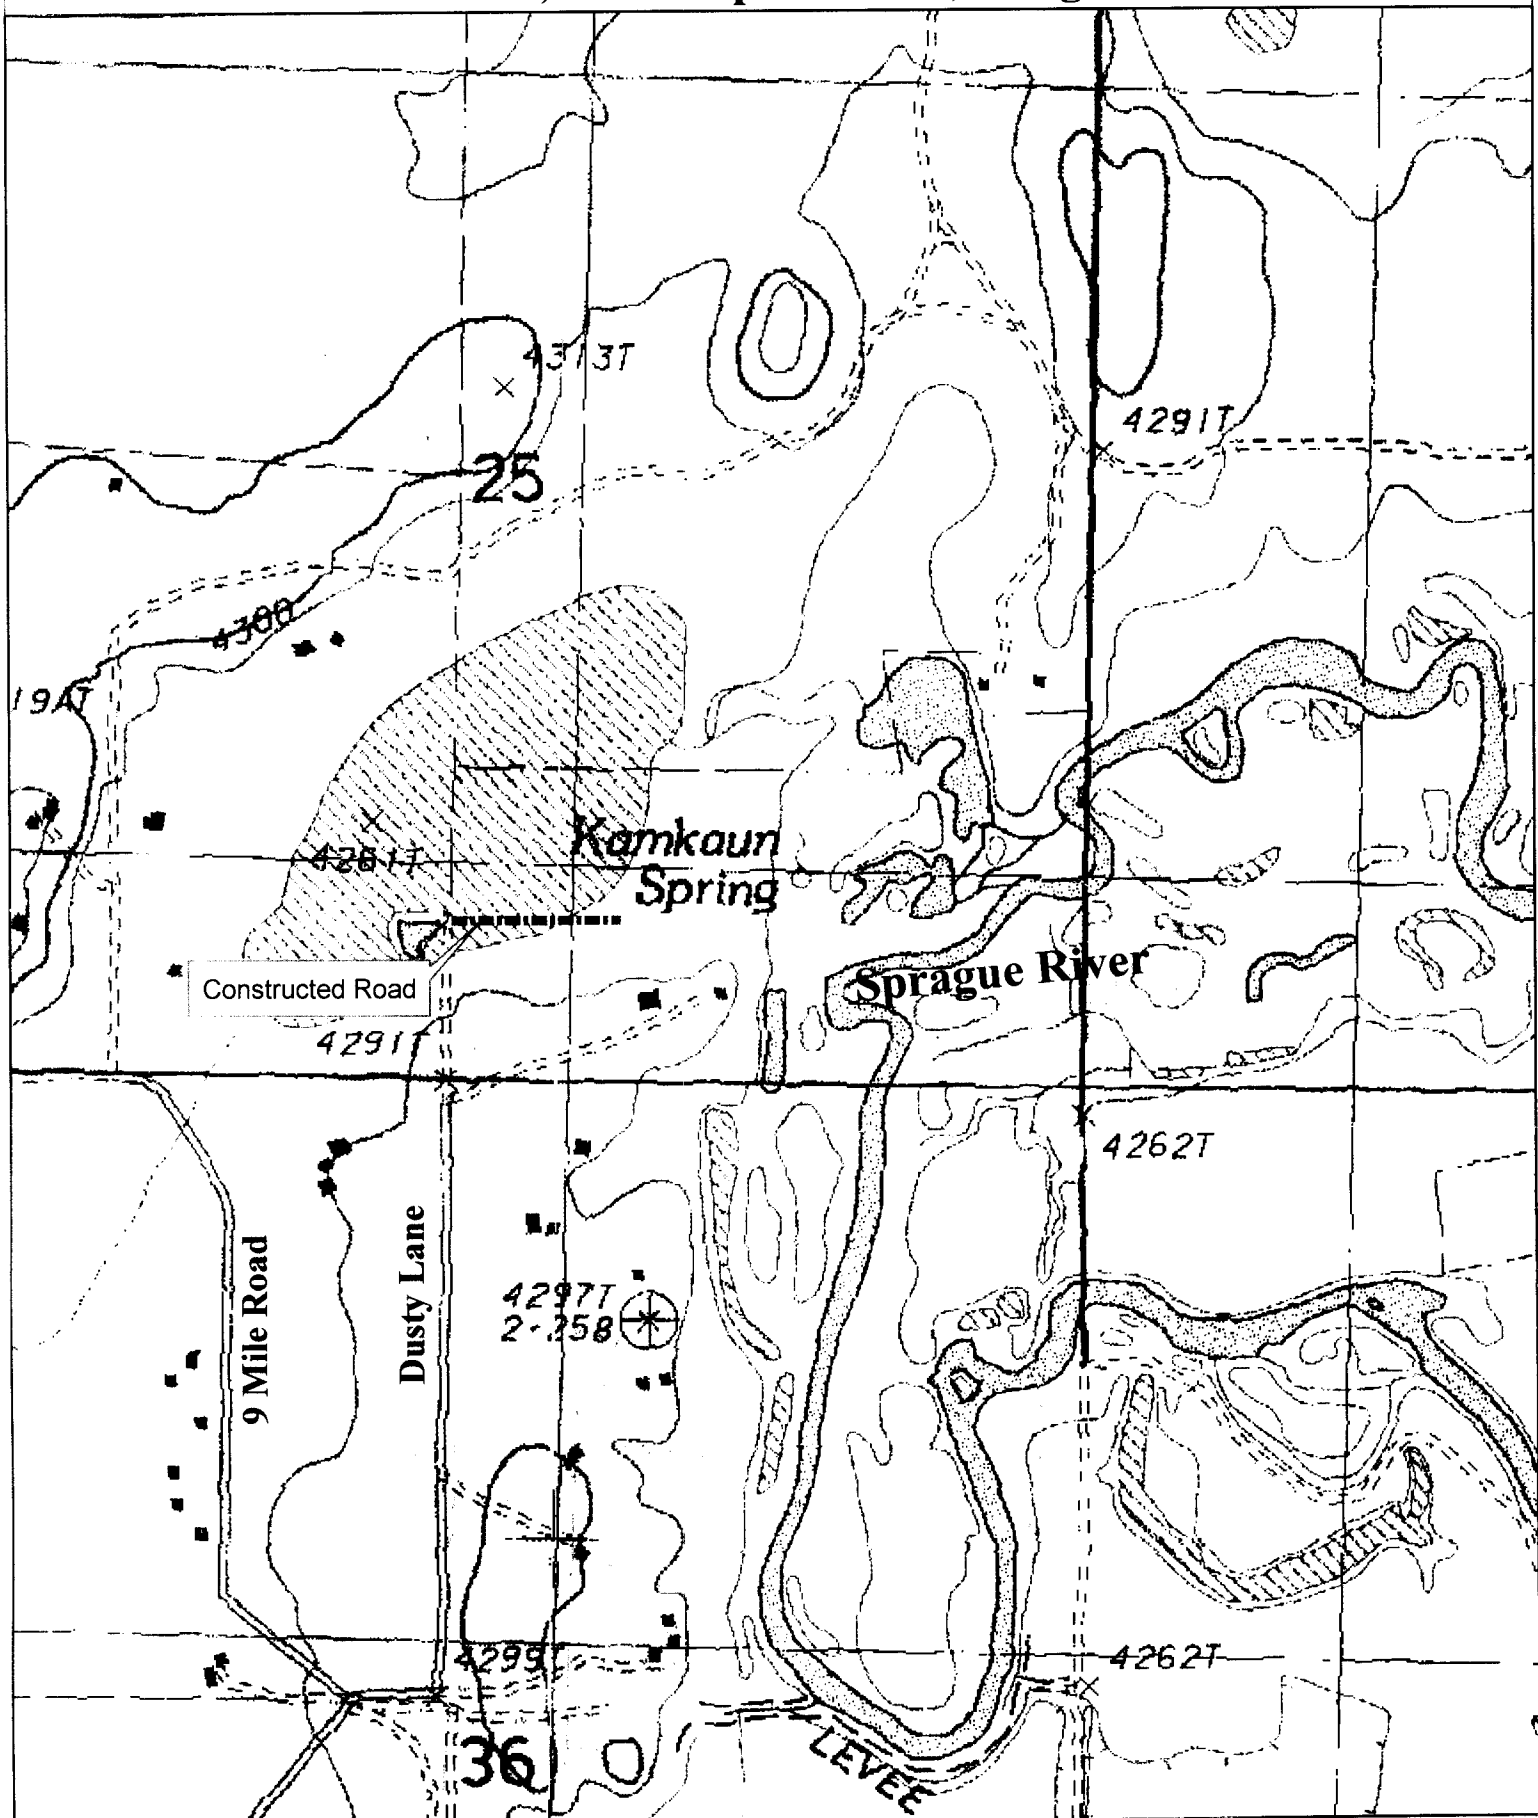 4313T
4291T
25
4300
19AT
Kamkaun
Spring
4261T
Sprague River
Constructed Road
4291T
4262T
9 Mile Road
Dusty Lane
4297T
2-258
4299T
4262T
36
LEVEE